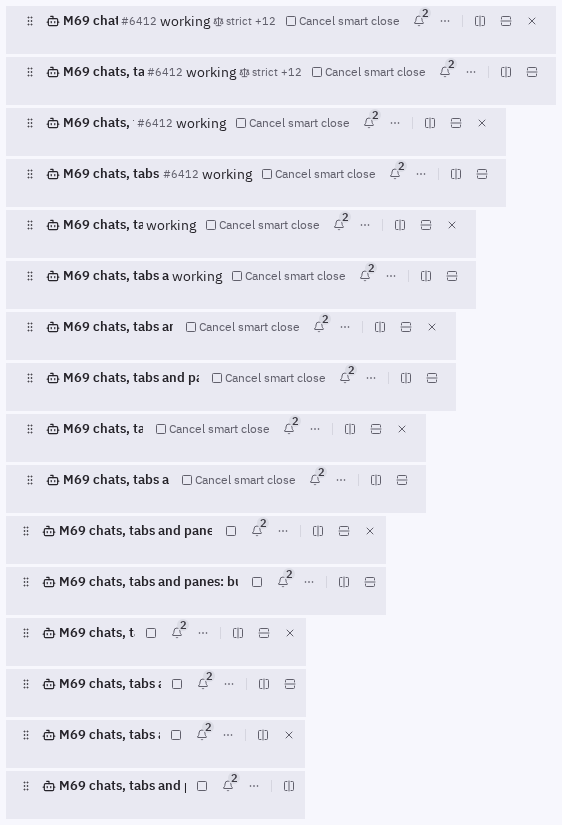 M69 chat #6412 working strict +12 Cancel smart close 2
M69 chats, ta #6412 working strict +12 Cancel smart close 2
M69 chats, #6412 working Cancel smart close 2
M69 chats, tabs #6412 working Cancel smart close 2
M69 chats, ta working Cancel smart close 2
M69 chats, tabs a working Cancel smart close 2
M69 chats, tabs ar Cancel smart close 2
M69 chats, tabs and pa Cancel smart close 2
M69 chats, ta Cancel smart close 2
M69 chats, tabs a Cancel smart close 2
M69 chats, tabs and pane 2
M69 chats, tabs and panes: bu 2
M69 chats, t 2
M69 chats, tabs a 2
M69 chats, tabs a 2
M69 chats, tabs and p 2